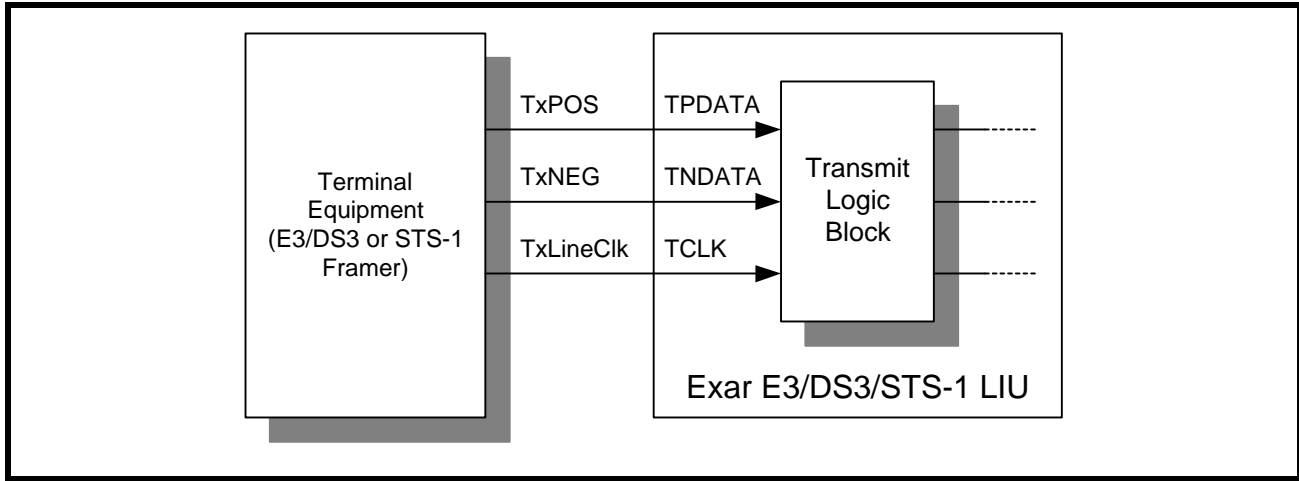 Terminal
Equipment
(E3/DS3 or STS-1
Framer)
TxPOS
TPDATA
TxNEG
TNDATA
TxLineClk
TCLK
Transmit
Logic
Block
Exar E3/DS3/STS-1 LIU